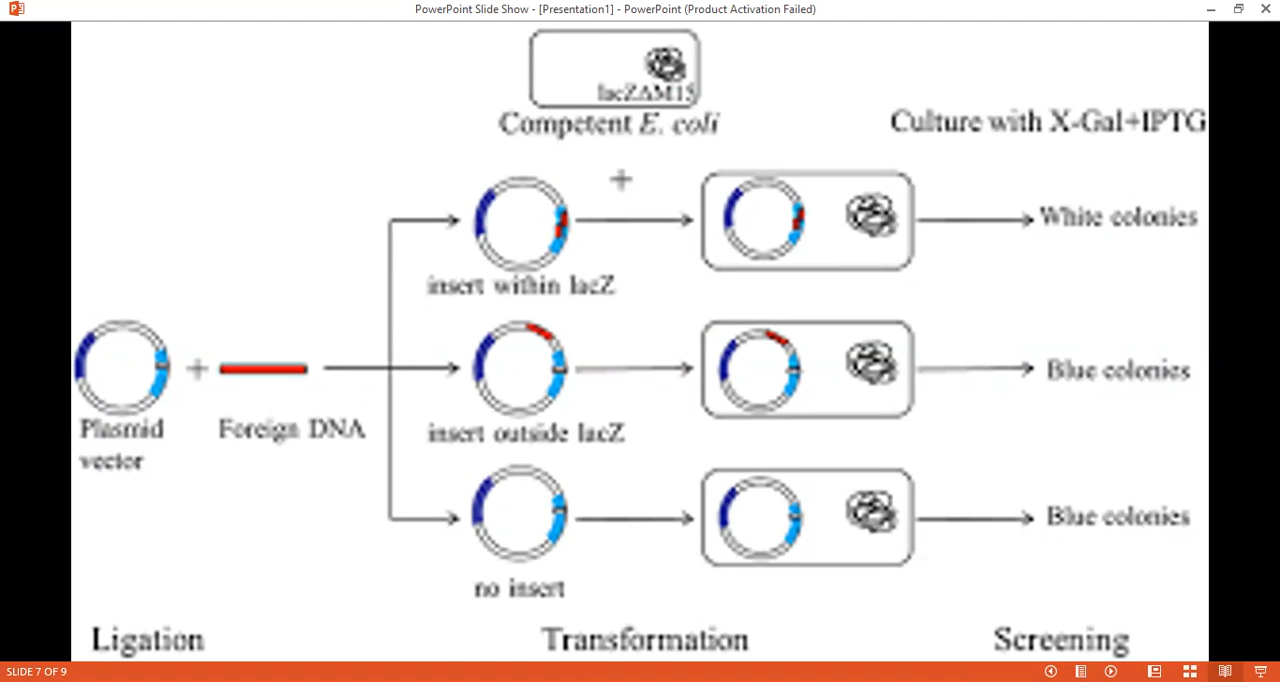 PowerPoint Slide Show - [Presentation1] - PowerPoint (Product Activation Failed)
lacZΔM15
Competent E. coli
Culture with X-Gal+IPTG
+
White colonies
insert within lacZ
+
Blue colonies
Plasmid
vector
Foreign DNA
insert outside lacZ
Blue colonies
no insert
Ligation
Transformation
Screening
SLIDE 7 OF 9